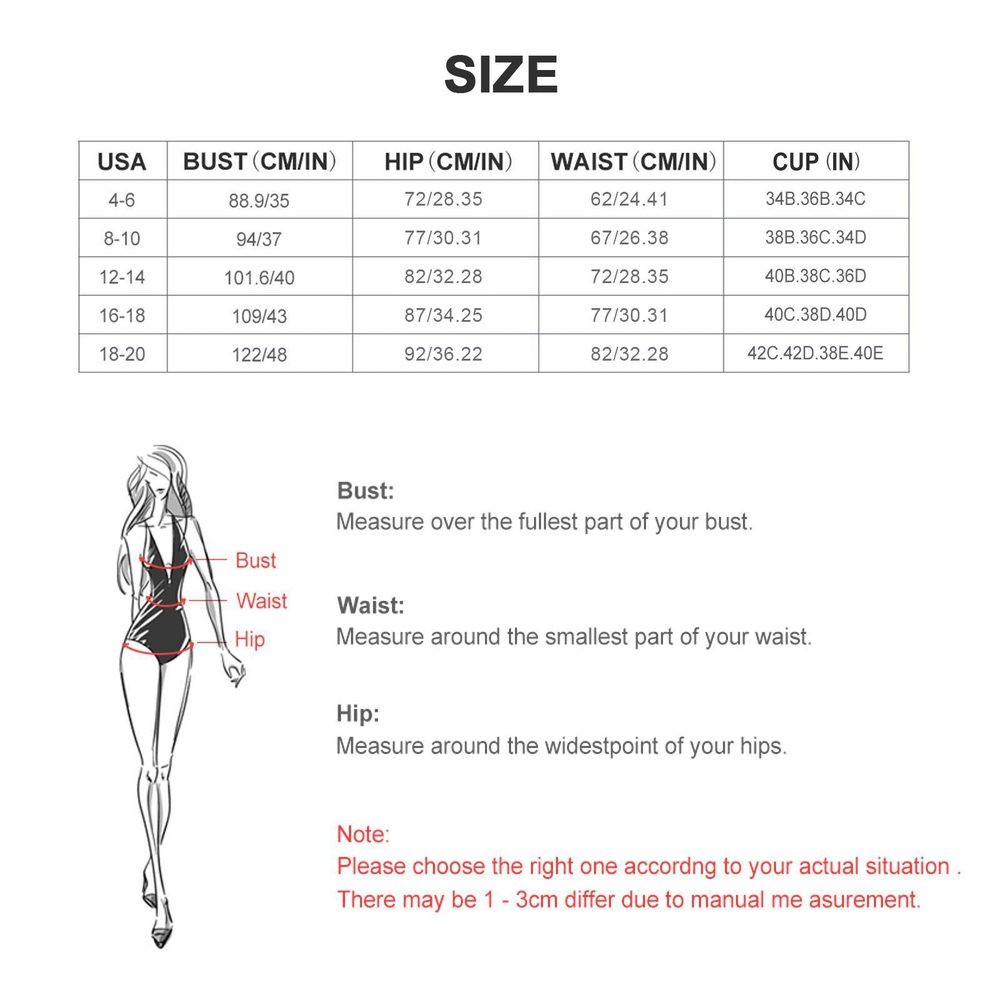 SIZE
USA BUST（CM/IN） HIP（CM/IN） WAIST（CM/IN） CUP (IN)
4-6 88.9/35 72/28.35 62/24.41 34B.36B.34C
8-10 94/37 77/30.31 67/26.38 38B.36C.34D
12-14 101.6/40 82/32.28 72/28.35 40B.38C.36D
16-18 109/43 87/34.25 77/30.31 40C.38D.40D
18-20 122/48 92/36.22 82/32.28 42C.42D.38E.40E
Bust
Waist
Hip
Bust:
Measure over the fullest part of your bust.
Waist:
Measure around the smallest part of your waist.
Hip:
Measure around the widestpoint of your hips.
Note:
Please choose the right one accordng to your actual situation .
There may be 1 - 3cm differ due to manual me asurement.